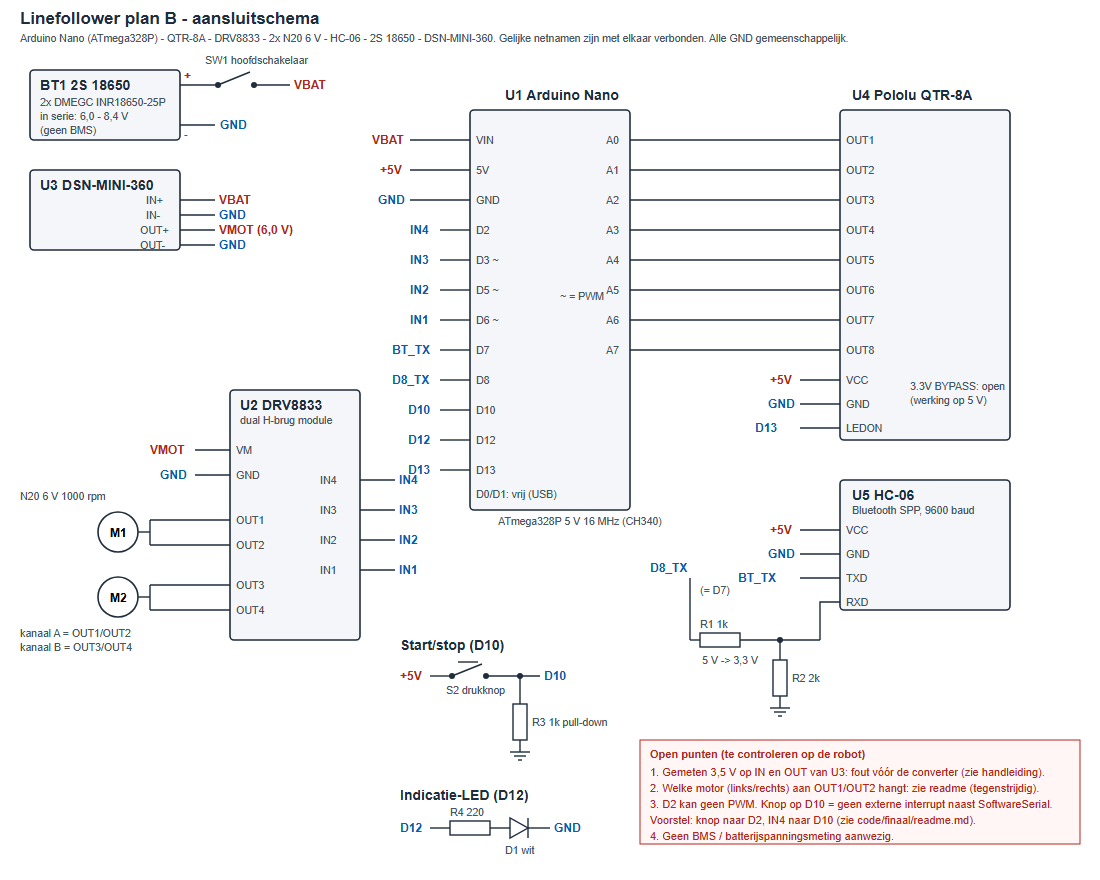 Linefollower plan B - aansluitschema
Arduino Nano (ATmega328P) - QTR-8A - DRV8833 - 2x N20 6 V - HC-06 - 2S 18650 - DSN-MINI-360. Gelijke netnamen zijn met elkaar verbonden. Alle GND gemeenschappelijk.
SW1 hoofdschakelaar
BT1 2S 18650
2x DMEGC INR18650-25P
in serie: 6,0 - 8,4 V
(geen BMS)
+
-
VBAT
GND
U3 DSN-MINI-360
IN+
IN-
OUT+
OUT-
VBAT
GND
VMOT (6,0 V)
GND
U1 Arduino Nano
VBAT
+5V
GND
IN4
IN3
IN2
IN1
BT_TX
D8_TX
D10
D12
D13
VIN
5V
GND
D2
D3 ~
D5 ~
D6 ~
D7
D8
D10
D12
D13
D0/D1: vrij (USB)
A0
A1
A2
A3
A4
~ = PWM
A5
A6
A7
ATmega328P 5 V 16 MHz (CH340)
U4 Pololu QTR-8A
OUT1
OUT2
OUT3
OUT4
OUT5
OUT6
OUT7
OUT8
+5V
GND
D13
VCC
GND
LEDON
3.3V BYPASS: open
(werking op 5 V)
U2 DRV8833
dual H-brug module
VMOT
GND
VM
GND
OUT1
OUT2
OUT3
OUT4
IN4
IN3
IN2
IN1
IN4
IN3
IN2
IN1
N20 6 V 1000 rpm
M1
M2
kanaal A = OUT1/OUT2
kanaal B = OUT3/OUT4
U5 HC-06
Bluetooth SPP, 9600 baud
+5V
GND
BT_TX
VCC
GND
TXD
RXD
D8_TX
(= D7)
R1 1k
5 V -> 3,3 V
R2 2k
Start/stop (D10)
+5V
S2 drukknop
D10
R3 1k pull-down
Indicatie-LED (D12)
R4 220
D12
GND
D1 wit
Open punten (te controleren op de robot)
1. Gemeten 3,5 V op IN en OUT van U3: fout vóór de converter (zie handleiding).
2. Welke motor (links/rechts) aan OUT1/OUT2 hangt: zie readme (tegenstrijdig).
3. D2 kan geen PWM. Knop op D10 = geen externe interrupt naast SoftwareSerial.
Voorstel: knop naar D2, IN4 naar D10 (zie code/finaal/readme.md).
4. Geen BMS / batterijspanningsmeting aanwezig.